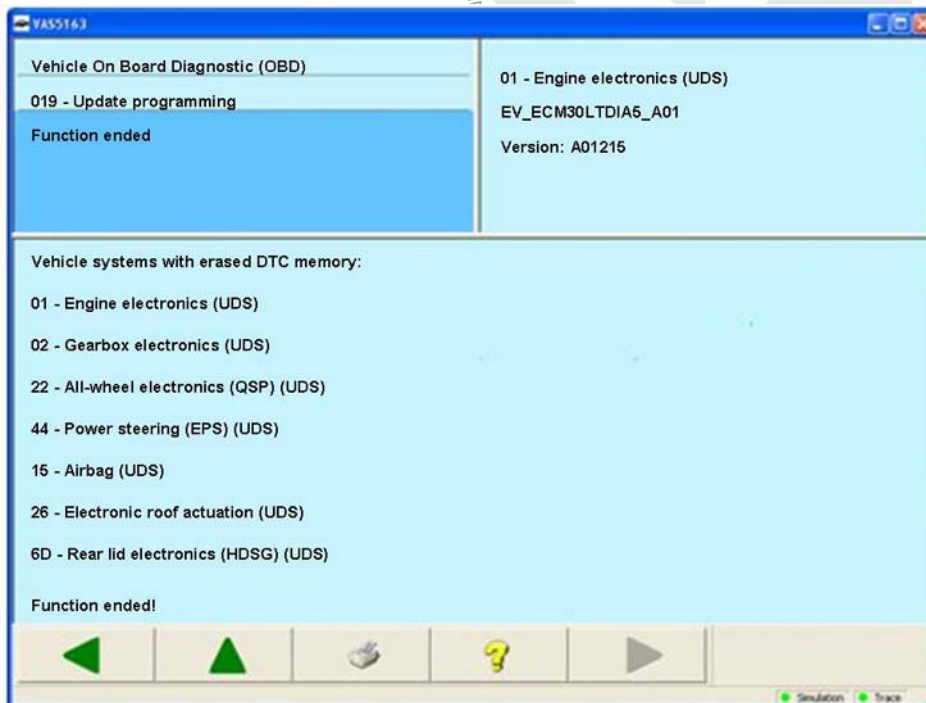 VAS5163
Vehicle On Board Diagnostic (OBD)
019 - Update programming
Function ended
01 - Engine electronics (UDS)
EV_ECM30LTDIA5_A01
Version: A01215
Vehicle systems with erased DTC memory:
01 - Engine electronics (UDS)
02 - Gearbox electronics (UDS)
22 - All-wheel electronics (QSP) (UDS)
44 - Power steering (EPS) (UDS)
15 - Airbag (UDS)
26 - Electronic roof actuation (UDS)
6D - Rear lid electronics (HDSG) (UDS)
Function ended!
Simulation
Trace